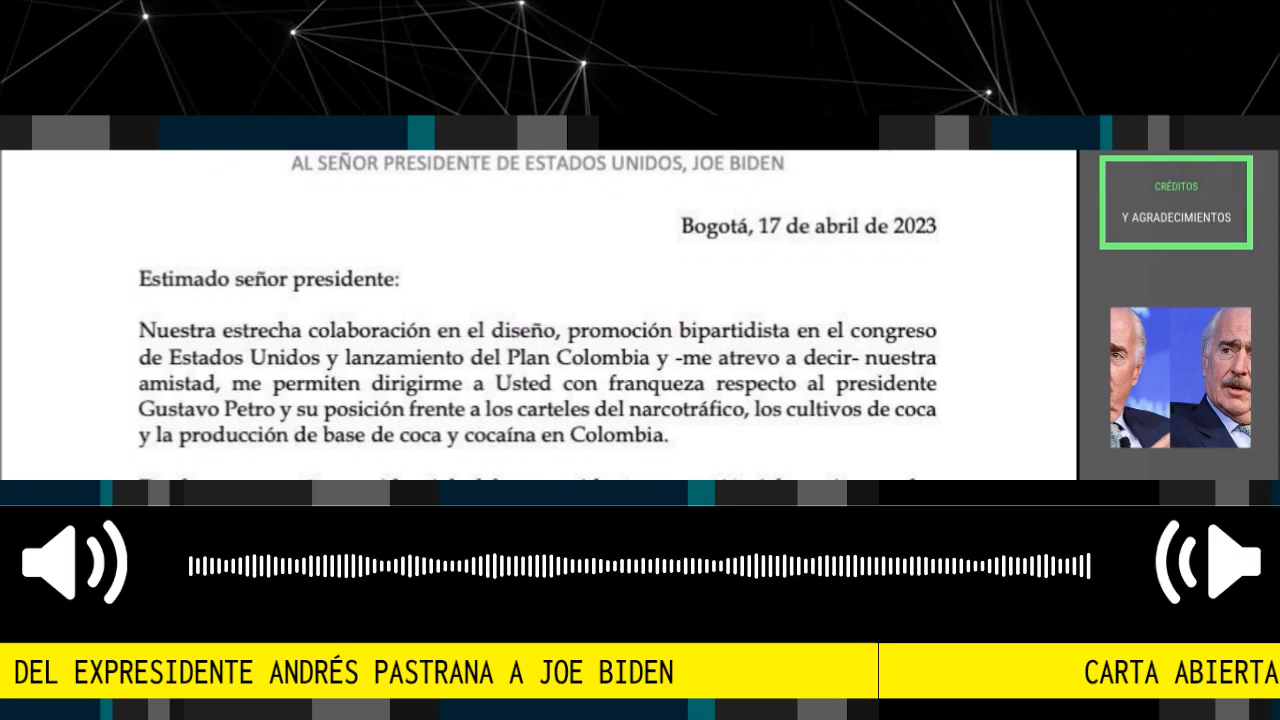 AL SEÑOR PRESIDENTE DE ESTADOS UNIDOS, JOE BIDEN
Bogotá, 17 de abril de 2023
Estimado señor presidente:
Nuestra estrecha colaboración en el diseño, promoción bipartidista en el congreso
de Estados Unidos y lanzamiento del Plan Colombia y -me atrevo a decir- nuestra
amistad, me permiten dirigirme a Usted con franqueza respecto al presidente
Gustavo Petro y su posición frente a los carteles del narcotráfico, los cultivos de coca
y la producción de base de coca y cocaína en Colombia.
CRÉDITOS
Y AGRADECIMIENTOS
DEL EXPRESIDENTE ANDRÉS PASTRANA A JOE BIDEN
CARTA ABIERTA